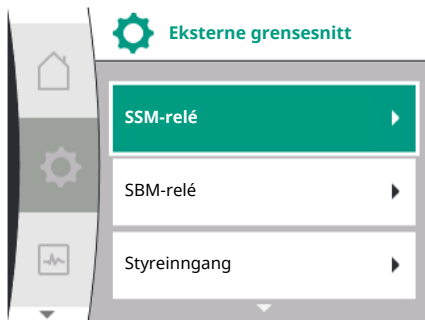 Eksterne grensesnitt
SSM-relé
SBM-relé
Styreinngang